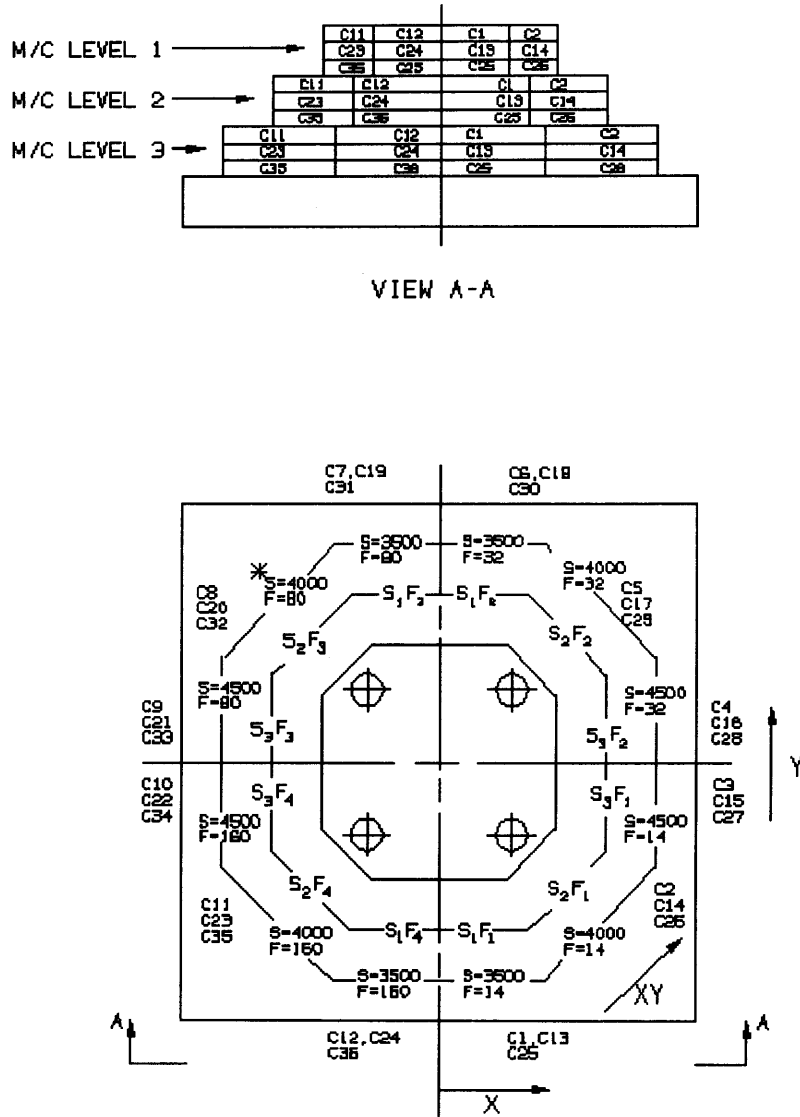 C11 C12 C1 C2
M/C LEVEL 1 C23 C24 C13 C14
C35 C25 C25 C26
C11 C12 C1 C2
M/C LEVEL 2 C23 C24 C13 C14
C35 C36 C25 C26
C11 C12 C1 C2
M/C LEVEL 3 C23 C24 C13 C14
C35 C36 C25 C26
VIEW A-A
C7,C19
C31
C6,C18
C30
S=3500
F=80
S=3500
F=32
*
S=4000
F=80
S=4000
F=32
C8
C20
C32
C5
C17
C29
S₁F₃
S₁F₂
S₂F₃
S₂F₂
S=4500
F=80
S=4500
F=32
C9
C21
C33
C4
C16
C28
S₃F₃
S₃F₂
Y
C10
C22
C34
C3
C15
C27
S₃F₄
S₃F₁
S=4500
F=160
S=4500
F=14
S₂F₄
S₂F₁
C11
C23
C35
C2
C14
C26
S₁F₄
S₁F₁
S=4000
F=160
S=4000
F=14
S=3500
F=160
S=3500
F=14
XY
A
A
C12,C24
C36
C1,C13
C25
X